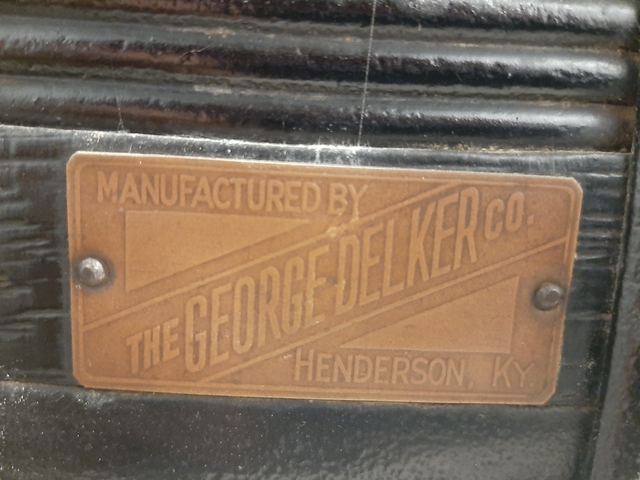 MANUFACTURED BY
THE GEORGE DELKER CO.
HENDERSON, KY.